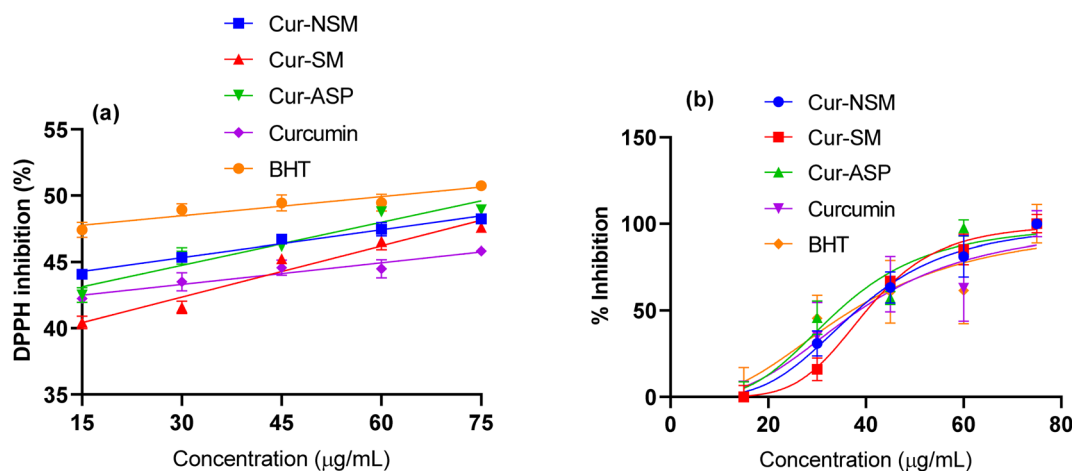 (a)
Cur-NSM
Cur-SM
Cur-ASP
Curcumin
BHT
DPPH inhibition (%)
55
50
45
40
35
15 30 45 60 75
Concentration (μg/mL)
(b)
Cur-NSM
Cur-SM
Cur-ASP
Curcumin
BHT
% Inhibition
150
100
50
0
0 20 40 60 80
Concentration (μg/mL)